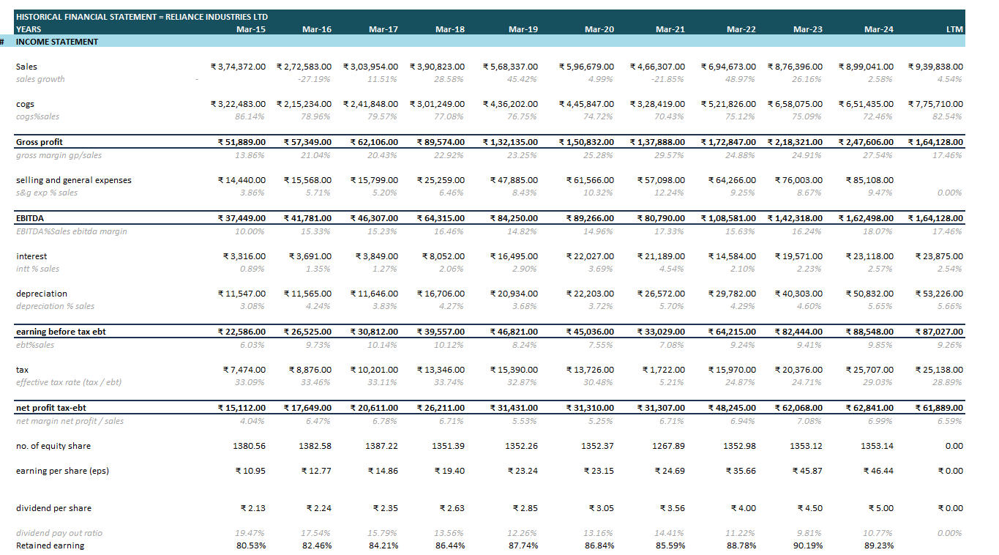 HISTORICAL FINANCIAL STATEMENT = RELIANCE INDUSTRIES LTD
YEARS Mar-15 Mar-16 Mar-17 Mar-18 Mar-19 Mar-20 Mar-21 Mar-22 Mar-23 Mar-24 LTM
# INCOME STATEMENT
Sales ₹ 3,74,372.00 ₹ 2,72,583.00 ₹ 3,03,954.00 ₹ 3,90,823.00 ₹ 5,68,337.00 ₹ 5,96,679.00 ₹ 4,66,307.00 ₹ 6,94,673.00 ₹ 8,76,396.00 ₹ 8,99,041.00 ₹ 9,39,838.00
sales growth - -27.19% 11.51% 28.58% 45.42% 4.99% -21.85% 48.97% 26.16% 2.58% 4.54%
cogs ₹ 3,22,483.00 ₹ 2,15,234.00 ₹ 2,41,848.00 ₹ 3,01,249.00 ₹ 4,36,202.00 ₹ 4,45,847.00 ₹ 3,28,419.00 ₹ 5,21,826.00 ₹ 6,58,075.00 ₹ 6,51,435.00 ₹ 7,75,710.00
cogs%sales 86.14% 78.96% 79.57% 77.08% 76.75% 74.72% 70.43% 75.12% 75.09% 72.46% 82.54%
Gross profit ₹ 51,889.00 ₹ 57,349.00 ₹ 62,106.00 ₹ 89,574.00 ₹ 1,32,135.00 ₹ 1,50,832.00 ₹ 1,37,888.00 ₹ 1,72,847.00 ₹ 2,18,321.00 ₹ 2,47,606.00 ₹ 1,64,128.00
gross margin gp/sales 13.86% 21.04% 20.43% 22.92% 23.25% 25.28% 29.57% 24.88% 24.91% 27.54% 17.46%
selling and general expenses ₹ 14,440.00 ₹ 15,568.00 ₹ 15,799.00 ₹ 25,259.00 ₹ 47,885.00 ₹ 61,566.00 ₹ 57,098.00 ₹ 64,266.00 ₹ 76,003.00 ₹ 85,108.00
s&g exp % sales 3.86% 5.71% 5.20% 6.46% 8.43% 10.32% 12.24% 9.25% 8.67% 9.47% 0.00%
EBITDA ₹ 37,449.00 ₹ 41,781.00 ₹ 46,307.00 ₹ 64,315.00 ₹ 84,250.00 ₹ 89,266.00 ₹ 80,790.00 ₹ 1,08,581.00 ₹ 1,42,318.00 ₹ 1,62,498.00 ₹ 1,64,128.00
EBITDA%Sales ebitda margin 10.00% 15.33% 15.23% 16.46% 14.82% 14.96% 17.33% 15.63% 16.24% 18.07% 17.46%
interest ₹ 3,316.00 ₹ 3,691.00 ₹ 3,849.00 ₹ 8,052.00 ₹ 16,495.00 ₹ 22,027.00 ₹ 21,189.00 ₹ 14,584.00 ₹ 19,571.00 ₹ 23,118.00 ₹ 23,875.00
intt % sales 0.89% 1.35% 1.27% 2.06% 2.90% 3.69% 4.54% 2.10% 2.23% 2.57% 2.54%
depreciation ₹ 11,547.00 ₹ 11,565.00 ₹ 11,646.00 ₹ 16,706.00 ₹ 20,934.00 ₹ 22,203.00 ₹ 26,572.00 ₹ 29,782.00 ₹ 40,303.00 ₹ 50,832.00 ₹ 53,226.00
depreciation % sales 3.08% 4.24% 3.83% 4.27% 3.68% 3.72% 5.70% 4.29% 4.60% 5.65% 5.66%
earning before tax ebt ₹ 22,586.00 ₹ 26,525.00 ₹ 30,812.00 ₹ 39,557.00 ₹ 46,821.00 ₹ 45,036.00 ₹ 33,029.00 ₹ 64,215.00 ₹ 82,444.00 ₹ 88,548.00 ₹ 87,027.00
ebt%sales 6.03% 9.73% 10.14% 10.12% 8.24% 7.55% 7.08% 9.24% 9.41% 9.85% 9.26%
tax ₹ 7,474.00 ₹ 8,876.00 ₹ 10,201.00 ₹ 13,346.00 ₹ 15,390.00 ₹ 13,726.00 ₹ 1,722.00 ₹ 15,970.00 ₹ 20,376.00 ₹ 25,707.00 ₹ 25,138.00
effective tax rate (tax / ebt) 33.09% 33.46% 33.11% 33.74% 32.87% 30.48% 5.21% 24.87% 24.71% 29.03% 28.89%
net profit tax-ebt ₹ 15,112.00 ₹ 17,649.00 ₹ 20,611.00 ₹ 26,211.00 ₹ 31,431.00 ₹ 31,310.00 ₹ 31,307.00 ₹ 48,245.00 ₹ 62,068.00 ₹ 62,841.00 ₹ 61,889.00
net margin net profit / sales 4.04% 6.47% 6.78% 6.71% 5.53% 5.25% 6.71% 6.94% 7.08% 6.99% 6.59%
no. of equity share 1380.56 1382.58 1387.22 1351.39 1352.26 1352.37 1267.89 1352.98 1353.12 1353.14 0.00
earning per share (eps) ₹ 10.95 ₹ 12.77 ₹ 14.86 ₹ 19.40 ₹ 23.24 ₹ 23.15 ₹ 24.69 ₹ 35.66 ₹ 45.87 ₹ 46.44 ₹ 0.00
dividend per share ₹ 2.13 ₹ 2.24 ₹ 2.35 ₹ 2.63 ₹ 2.85 ₹ 3.05 ₹ 3.56 ₹ 4.00 ₹ 4.50 ₹ 5.00 ₹ 0.00
dividend pay out ratio 19.47% 17.54% 15.79% 13.56% 12.26% 13.16% 14.41% 11.22% 9.81% 10.77% 0.00%
Retained earning 80.53% 82.46% 84.21% 86.44% 87.74% 86.84% 85.59% 88.78% 90.19% 89.23%